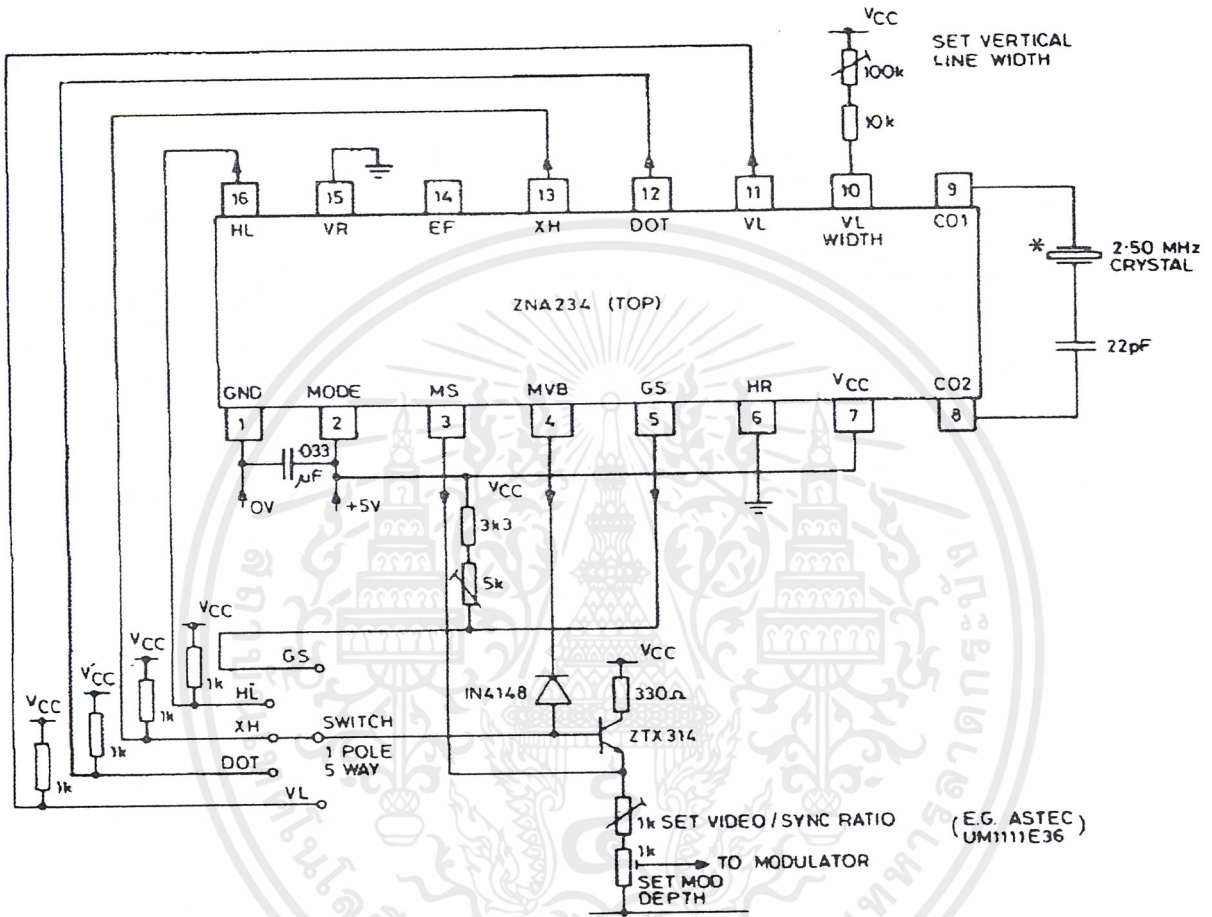 VCC
SET VERTICAL
LINE WIDTH
100k
10k
16 15 14 13 12 11 10 9
HL VR EF XH DOT VL VL WIDTH CO1
* 2·50 MHz
CRYSTAL
22pF
ZNA234 (TOP)
GND MODE MS MVB GS HR VCC CO2
1 2 3 4 5 6 7 8
.033
µF
0V +5V
VCC
3k3
5k
VCC
1k
GS
VCC
1k
HL
VCC
1k
XH
VCC
1k
DOT
VL
SWITCH
1 POLE
5 WAY
IN4148
VCC
330Ω
ZTX314
1k SET VIDEO/SYNC RATIO
(E.G. ASTEC
UM1111E36)
1k
TO MODULATOR
SET MOD
DEPTH